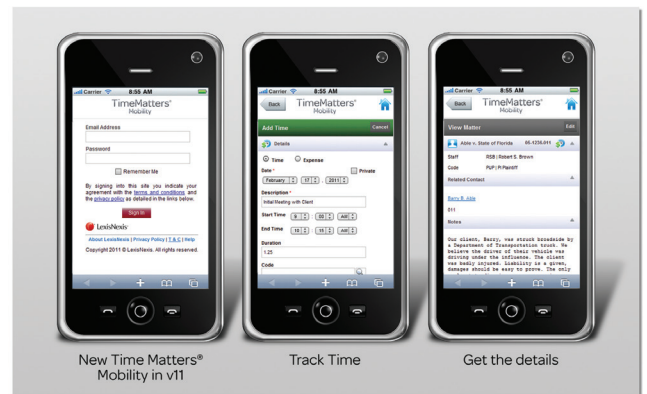 Carrier 8:55 AM
TimeMatters®
Mobility
Email Address
Password
Remember Me
By signing into this site you indicate your
agreement with the terms and conditions and
the privacy policy as detailed in the links below.
Sign in
LexisNexis®
About LexisNexis | Privacy Policy | T & C | Help
Copyright 2011 © LexisNexis. All rights reserved.
New Time Matters®
Mobility in v11
Carrier 8:55 AM
Back
TimeMatters®
Mobility
Add Time Cancel
Details
Time Expense
Date* Private
February 17 , 2011
Description*
Initial Meeting with Client
Start Time 9 : 00 AM
End Time 10 : 15 AM
Duration
1.25
Code
Track Time
Carrier 8:55 AM
Back
TimeMatters®
Mobility
View Matter Edit
Able v. State of Florida 05-1236.011
Staff RSB | Robert S. Brown
Code PI/P | PI Plaintiff
Related Contact
Barry B. Able
011
Notes
Our client, Barry, was struck broadside by
a Department of Transportation truck. We
believe the driver of their vehicle was
driving under the influense. The client
was badly injured. Liability is a given,
damages should be easy to prove. The only
Get the details